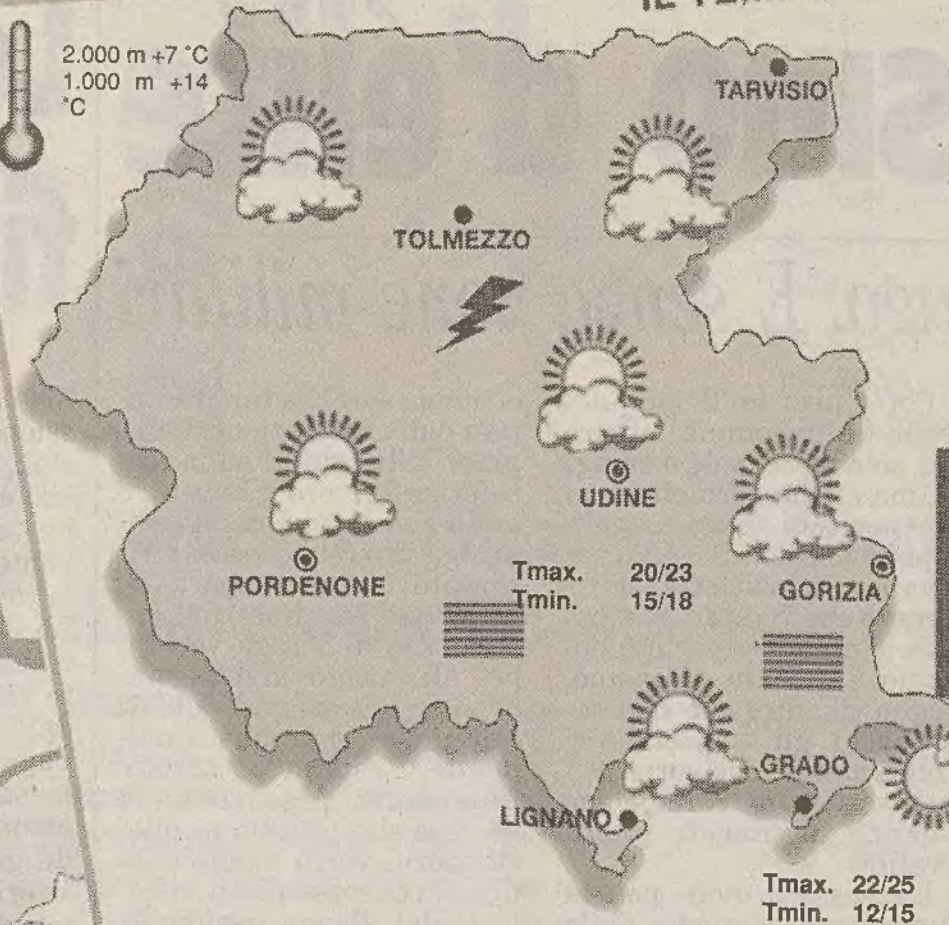 2.000 m +7 °C
1.000 m +14
°C
TARVISIO
TOLMEZZO
UDINE
PORDENONE
Tmax. 20/23
Tmin. 15/18
GORIZIA
GRADO
LIGNANO
Tmax. 22/25
Tmin. 12/15